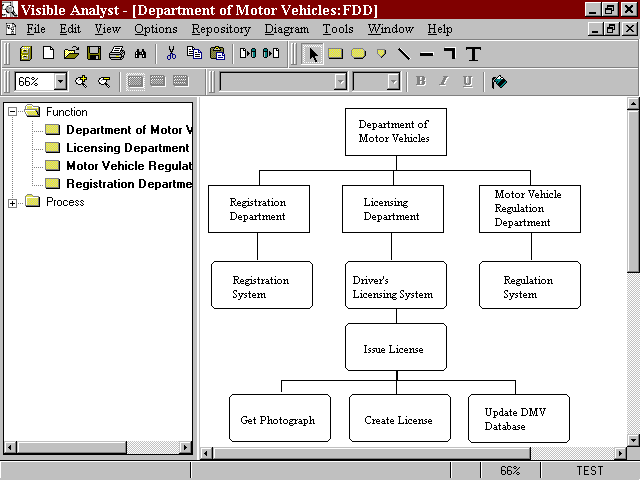 Visible Analyst - [Department of Motor Vehicles:FDD]
File Edit View Options Repository Diagram Tools Window Help
T
66%
B I U
Function
Department of Motor V
Licensing Department
Motor Vehicle Regulat
Registration Departme
Process
Department of
Motor Vehicles
Registration
Department
Licensing
Department
Motor Vehicle
Regulation
Department
Registration
System
Driver's
Licensing System
Regulation
System
Issue License
Get Photograph
Create License
Update DMV
Database
66% TEST